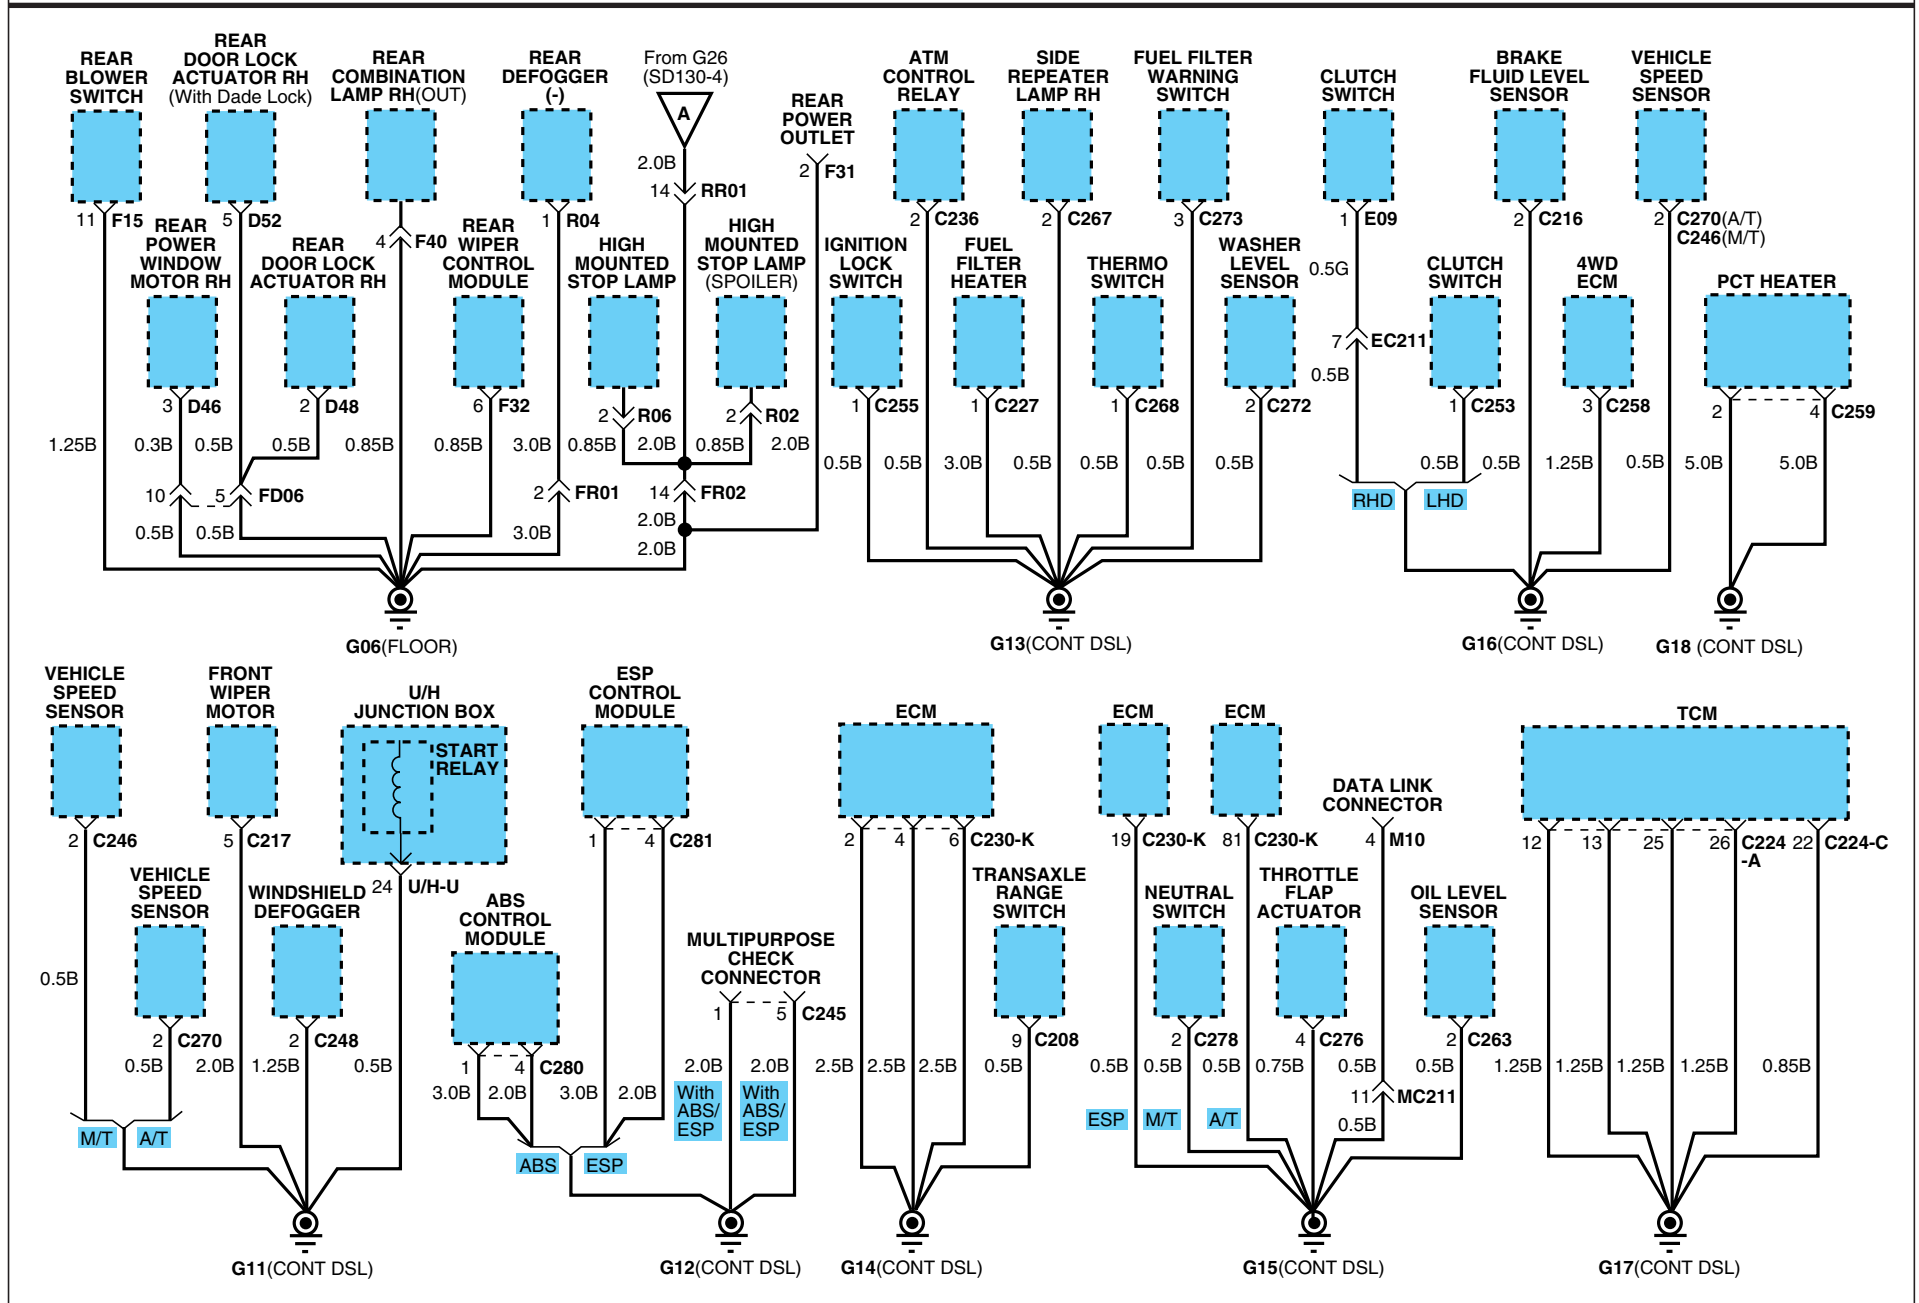 REAR
BLOWER
SWITCH
REAR
DOOR LOCK
ACTUATOR RH
(With Dade Lock)
REAR
COMBINATION
LAMP RH(OUT)
REAR
DEFOGGER
(-)
From G26
(SD130-4)
A
REAR
POWER
OUTLET
ATM
CONTROL
RELAY
SIDE
REPEATER
LAMP RH
FUEL FILTER
WARNING
SWITCH
CLUTCH
SWITCH
BRAKE
FLUID LEVEL
SENSOR
VEHICLE
SPEED
SENSOR
2.0B
14 RR01
2 F31
11 F15
5 D52
4 F40
1 R04
2 C236
2 C267
3 C273
1 E09
2 C216
2 C270(A/T)
C246(M/T)
REAR
POWER
WINDOW
MOTOR RH
REAR
DOOR LOCK
ACTUATOR RH
REAR
WIPER
CONTROL
MODULE
HIGH
MOUNTED
STOP LAMP
HIGH
MOUNTED
STOP LAMP
(SPOILER)
IGNITION
LOCK
SWITCH
FUEL
FILTER
HEATER
THERMO
SWITCH
WASHER
LEVEL
SENSOR
0.5G
CLUTCH
SWITCH
4WD
ECM
PCT HEATER
7 EC211
0.5B
3 D46
2 D48
6 F32
2 R06
2 R02
1 C255
1 C227
1 C268
2 C272
1 C253
3 C258
2
4 C259
1.25B
0.3B
0.5B
0.5B
0.85B
0.85B
3.0B
0.85B
2.0B
0.85B
2.0B
0.5B
0.5B
3.0B
0.5B
0.5B
0.5B
0.5B
0.5B
0.5B
1.25B
0.5B
5.0B
5.0B
10
5 FD06
2 FR01
14 FR02
RHD
LHD
0.5B
0.5B
3.0B
2.0B
2.0B
G06(FLOOR)
G13(CONT DSL)
G16(CONT DSL)
G18 (CONT DSL)
VEHICLE
SPEED
SENSOR
FRONT
WIPER
MOTOR
U/H
JUNCTION BOX
START
RELAY
ESP
CONTROL
MODULE
ECM
ECM
ECM
TCM
DATA LINK
CONNECTOR
2 C246
5 C217
24 U/H-U
1
4 C281
2
4
6 C230-K
19 C230-K
81 C230-K
4 M10
12
13
25
26 C224
-A
22 C224-C
VEHICLE
SPEED
SENSOR
WINDSHIELD
DEFOGGER
ABS
CONTROL
MODULE
MULTIPURPOSE
CHECK
CONNECTOR
TRANSAXLE
RANGE
SWITCH
NEUTRAL
SWITCH
THROTTLE
FLAP
ACTUATOR
OIL LEVEL
SENSOR
0.5B
1
5 C245
2 C270
2 C248
1
4 C280
9 C208
2 C278
4 C276
2 C263
0.5B
2.0B
1.25B
0.5B
3.0B
2.0B
3.0B
2.0B
2.0B
2.0B
2.5B
2.5B
2.5B
0.5B
0.5B
0.5B
0.5B
0.75B
0.5B
0.5B
1.25B
1.25B
1.25B
1.25B
0.85B
With
ABS/
ESP
With
ABS/
ESP
11 MC211
0.5B
M/T
A/T
ABS
ESP
ESP
M/T
A/T
G11(CONT DSL)
G12(CONT DSL)
G14(CONT DSL)
G15(CONT DSL)
G17(CONT DSL)